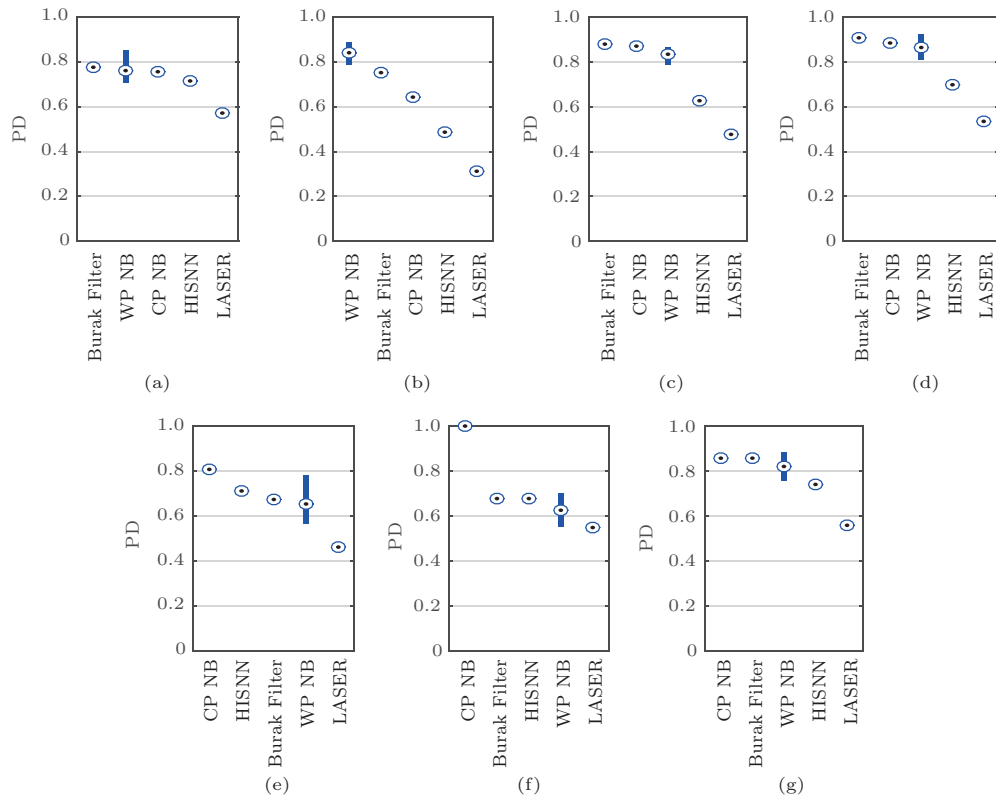 1.0
0.8
0.6
0.4
0.2
0
PD
Burak Filter
WP NB
CP NB
HISNN
LASER
(a)
1.0
0.8
0.6
0.4
0.2
0
PD
WP NB
Burak Filter
CP NB
HISNN
LASER
(b)
1.0
0.8
0.6
0.4
0.2
0
PD
Burak Filter
CP NB
WP NB
HISNN
LASER
(c)
1.0
0.8
0.6
0.4
0.2
0
PD
Burak Filter
CP NB
WP NB
HISNN
LASER
(d)
1.0
0.8
0.6
0.4
0.2
0
PD
CP NB
HISNN
Burak Filter
WP NB
LASER
(e)
1.0
0.8
0.6
0.4
0.2
0
PD
CP NB
Burak Filter
HISNN
WP NB
LASER
(f)
1.0
0.8
0.6
0.4
0.2
0
PD
CP NB
Burak Filter
WP NB
HISNN
LASER
(g)